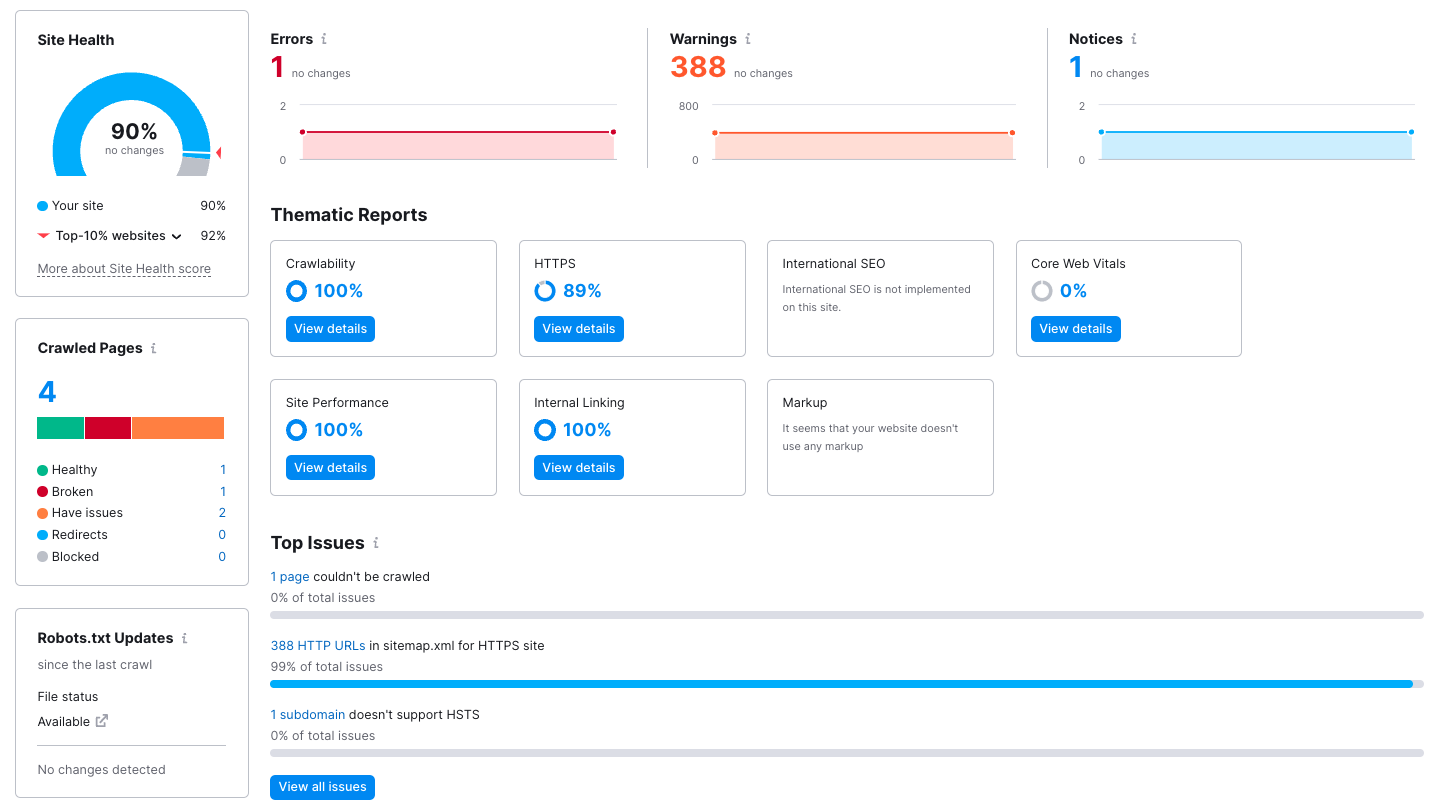 Site Health
90%
no changes
Your site 90%
Top-10% websites 92%
More about Site Health score
Crawled Pages i
4
Healthy 1
Broken 1
Have issues 2
Redirects 0
Blocked 0
Robots.txt Updates i
since the last crawl
File status
Available
No changes detected
Errors i
1 no changes
2
0
Warnings i
388 no changes
800
0
Notices i
1 no changes
2
0
Thematic Reports
Crawlability
100%
View details
HTTPS
89%
View details
International SEO
International SEO is not implemented
on this site.
Core Web Vitals
0%
View details
Site Performance
100%
View details
Internal Linking
100%
View details
Markup
It seems that your website doesn't
use any markup
Top Issues i
1 page couldn't be crawled
0% of total issues
388 HTTP URLs in sitemap.xml for HTTPS site
99% of total issues
1 subdomain doesn't support HSTS
0% of total issues
View all issues